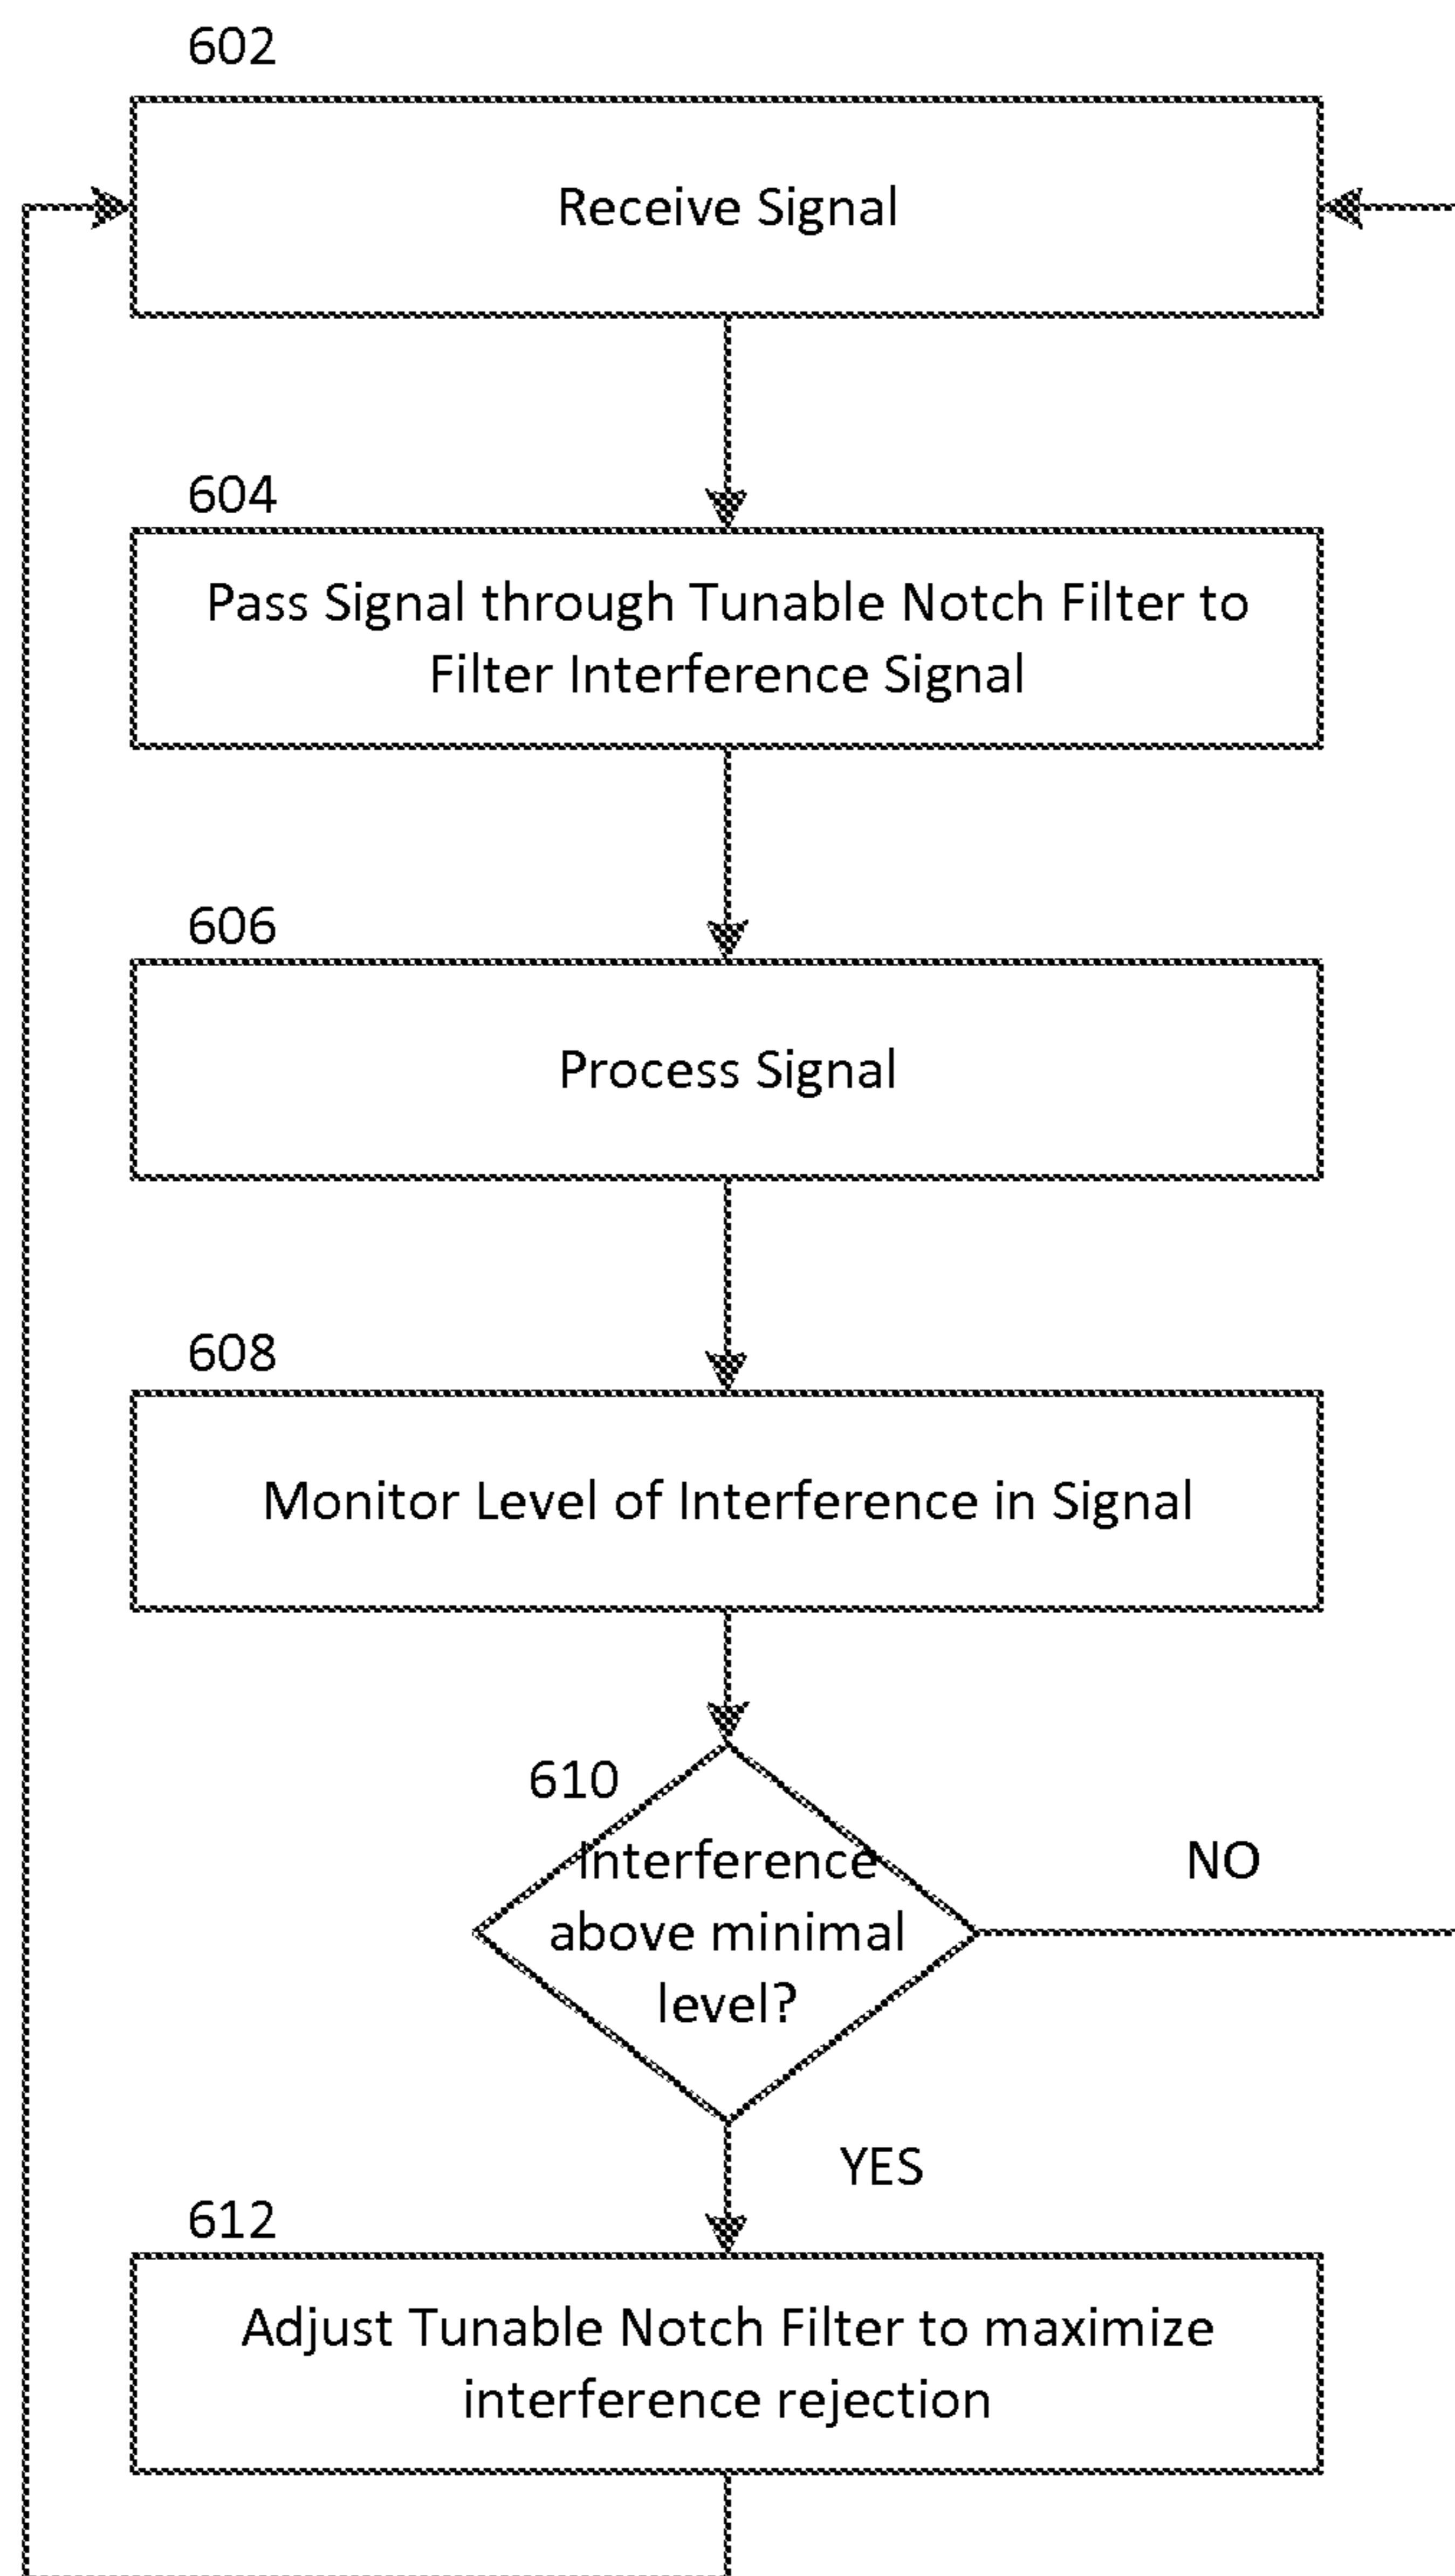 602
Receive Signal
604
Pass Signal through Tunable Notch Filter to
Filter Interference Signal
606
Process Signal
608
Monitor Level of Interference in Signal
610
Interference
above minimal
level?
NO
YES
612
Adjust Tunable Notch Filter to maximize
interference rejection